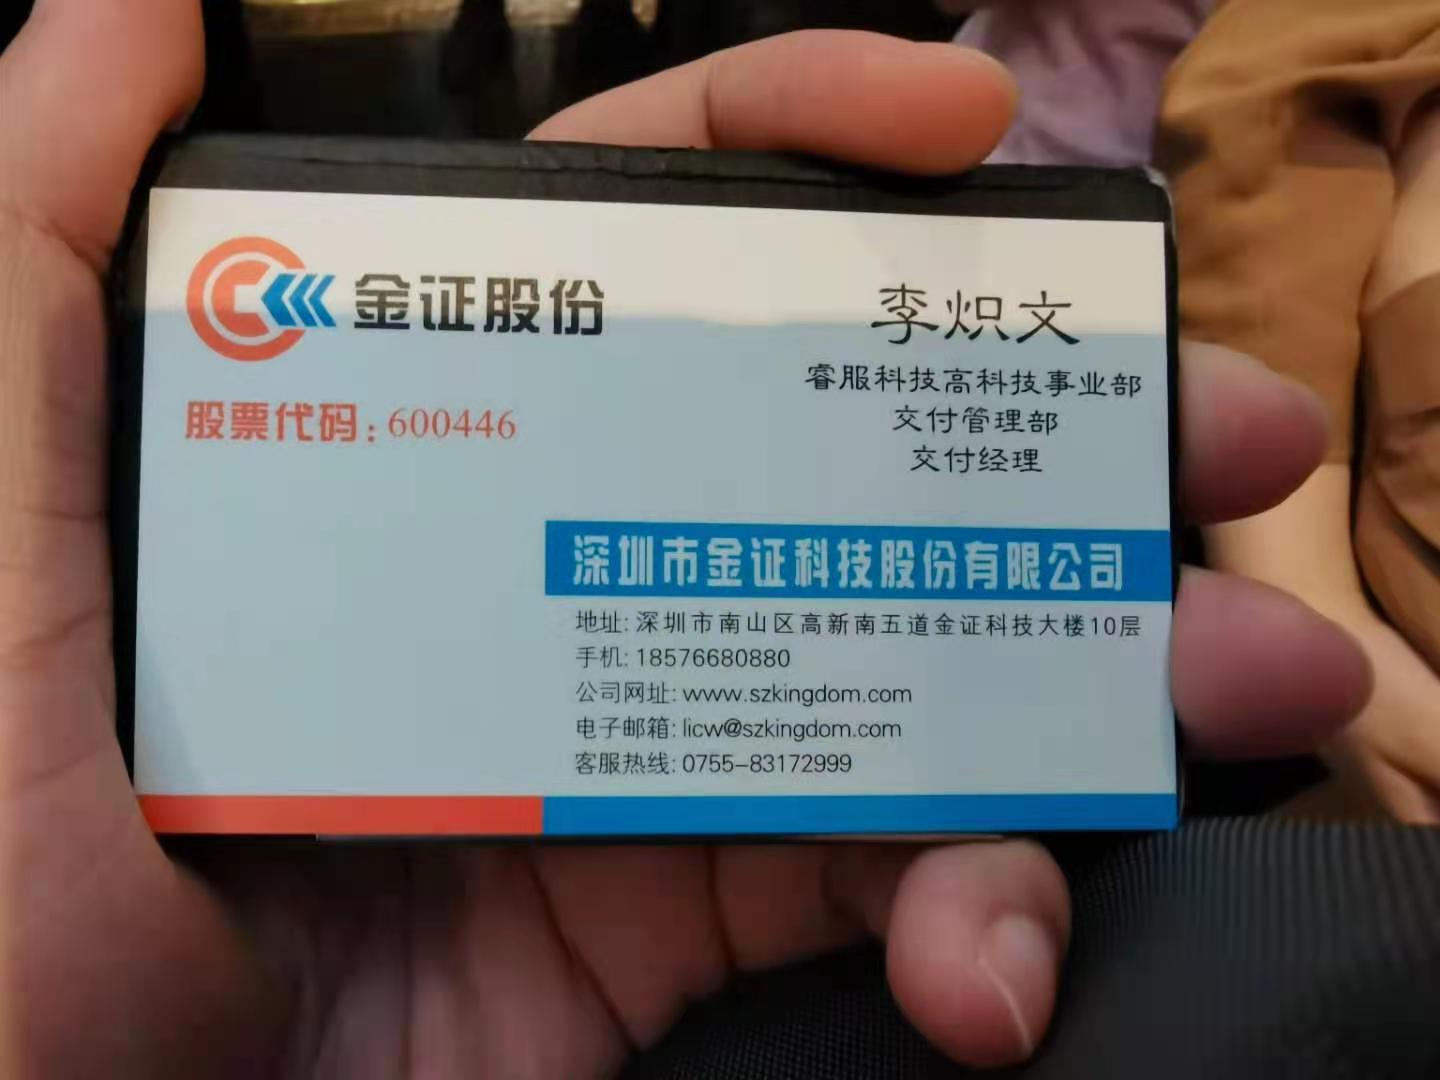 金证股份
股票代码:600446
李炽文
睿服科技高科技事业部
交付管理部
交付经理
深圳市金证科技股份有限公司
地址:深圳市南山区高新南五道金证科技大楼10层
手机:18576680880
公司网址:www.szkingdom.com
电子邮箱:licw@szkingdom.com
客服热线:0755-83172999